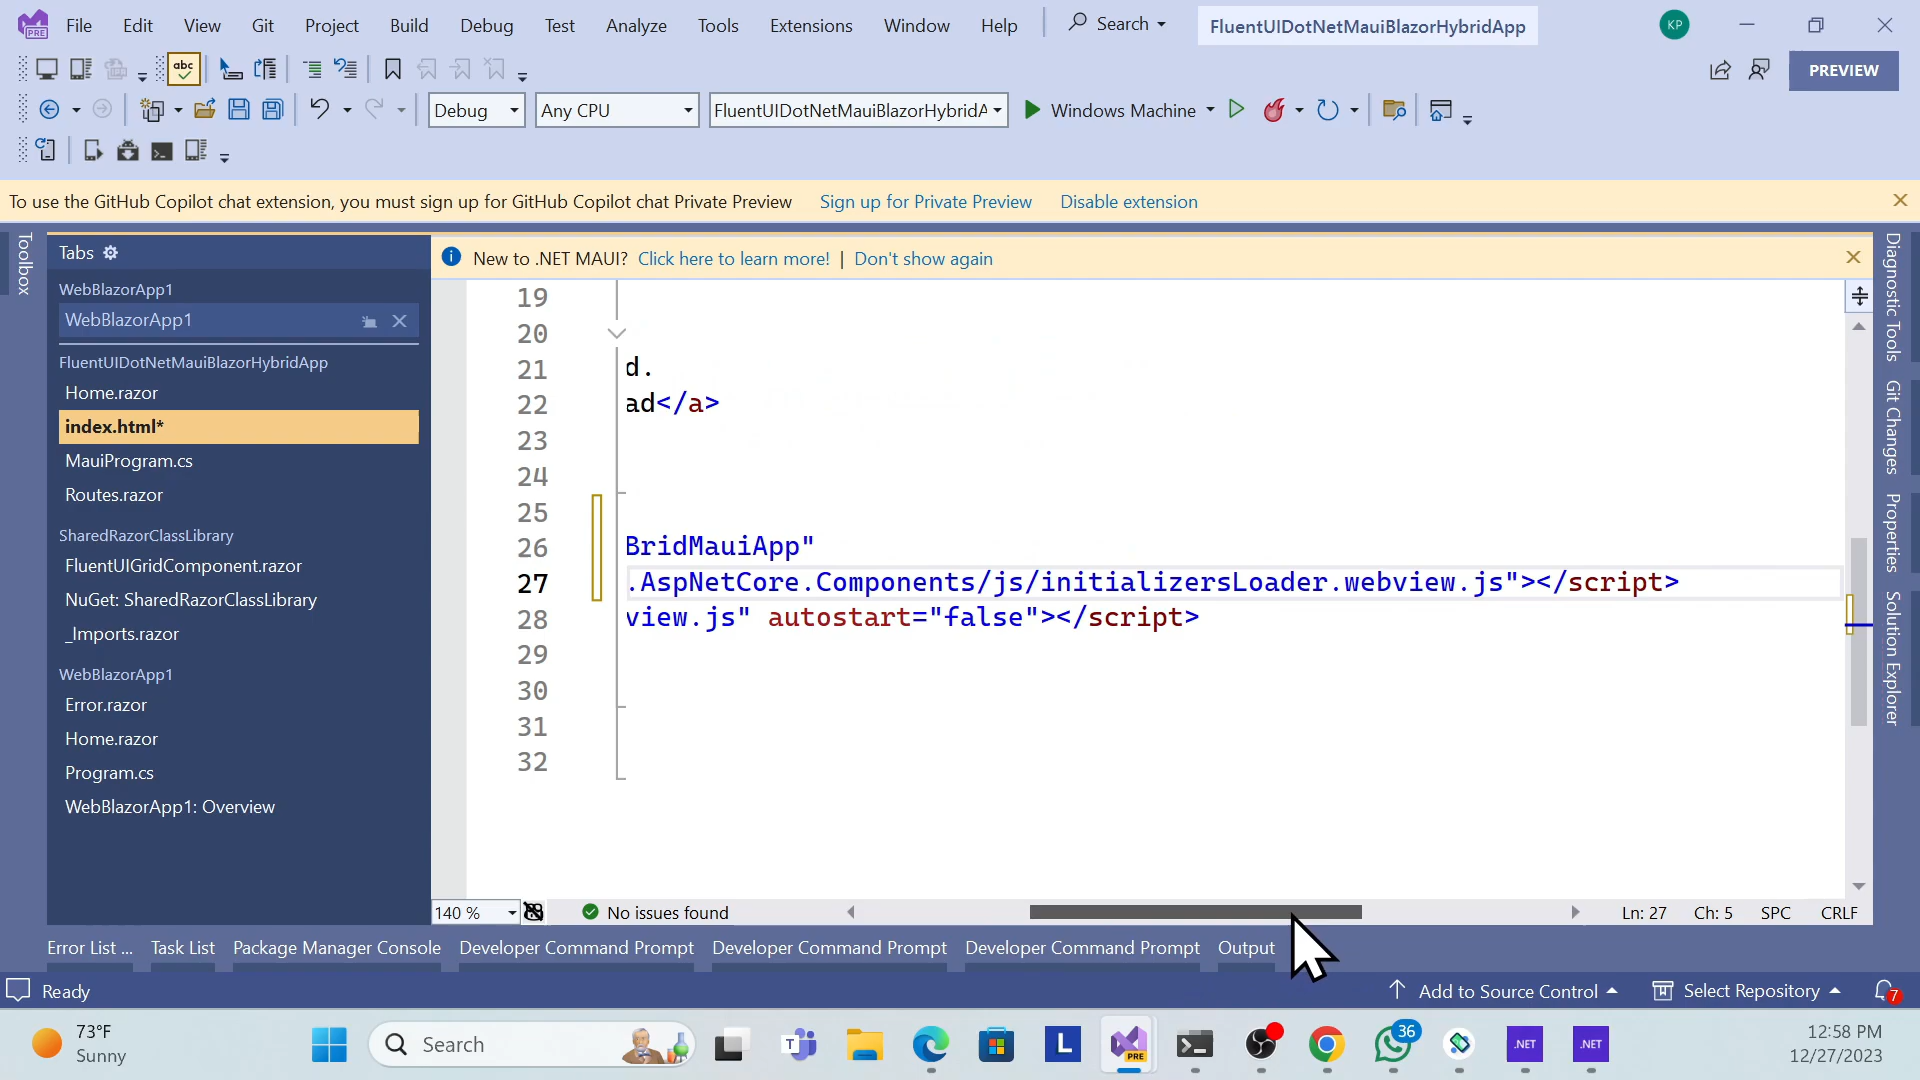 File Edit View Git Project Build Debug Test Analyze Tools Extensions Window Help Search FluentUIDotNetMauiBlazorHybridApp KP
PRE
abc
PREVIEW
Debug Any CPU FluentUIDotNetMauiBlazorHybridA Windows Machine
To use the GitHub Copilot chat extension, you must sign up for GitHub Copilot chat Private Preview Sign up for Private Preview Disable extension
Toolbox
Tabs
WebBlazorApp1
WebBlazorApp1
FluentUIDotNetMauiBlazorHybridApp
Home.razor
index.html*
MauiProgram.cs
Routes.razor
SharedRazorClassLibrary
FluentUIGridComponent.razor
NuGet: SharedRazorClassLibrary
_Imports.razor
WebBlazorApp1
Error.razor
Home.razor
Program.cs
WebBlazorApp1: Overview
New to .NET MAUI? Click here to learn more! | Don't show again
19
20
21 d.
22 ad</a>
23
24
25
26 BridMauiApp"
27 .AspNetCore.Components/js/initializersLoader.webview.js"></script>
28 view.js" autostart="false"></script>
29
30
31
32
Diagnostic Tools
Git Changes
Properties
Solution Explorer
140 % No issues found Ln: 27 Ch: 5 SPC CRLF
Error List ... Task List Package Manager Console Developer Command Prompt Developer Command Prompt Developer Command Prompt Output
Ready Add to Source Control Select Repository 7
73°F
Sunny
Search
T
L
PRE
36
.NET
.NET
12:58 PM
12/27/2023